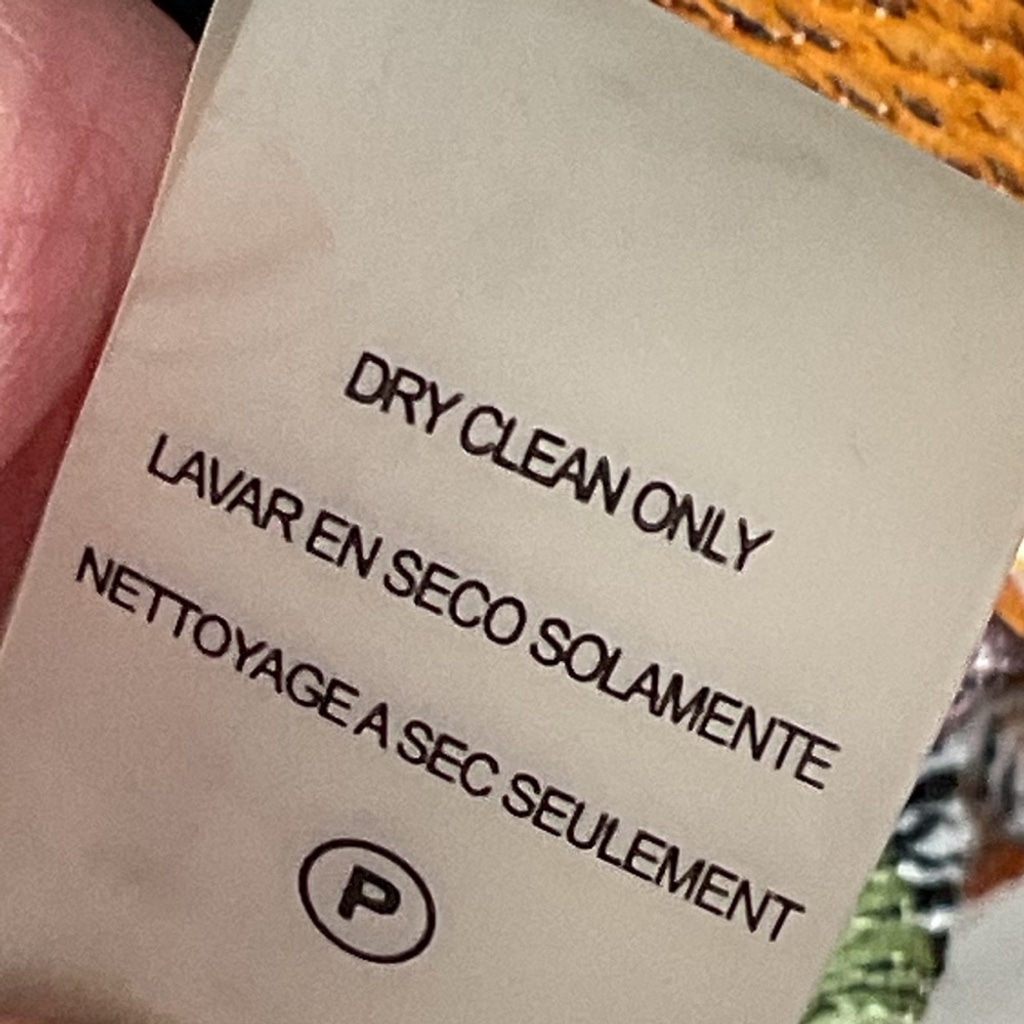 DRY CLEAN ONLY
LAVAR EN SECO SOLAMENTE
NETTOYAGE A SEC SEULEMENT
P